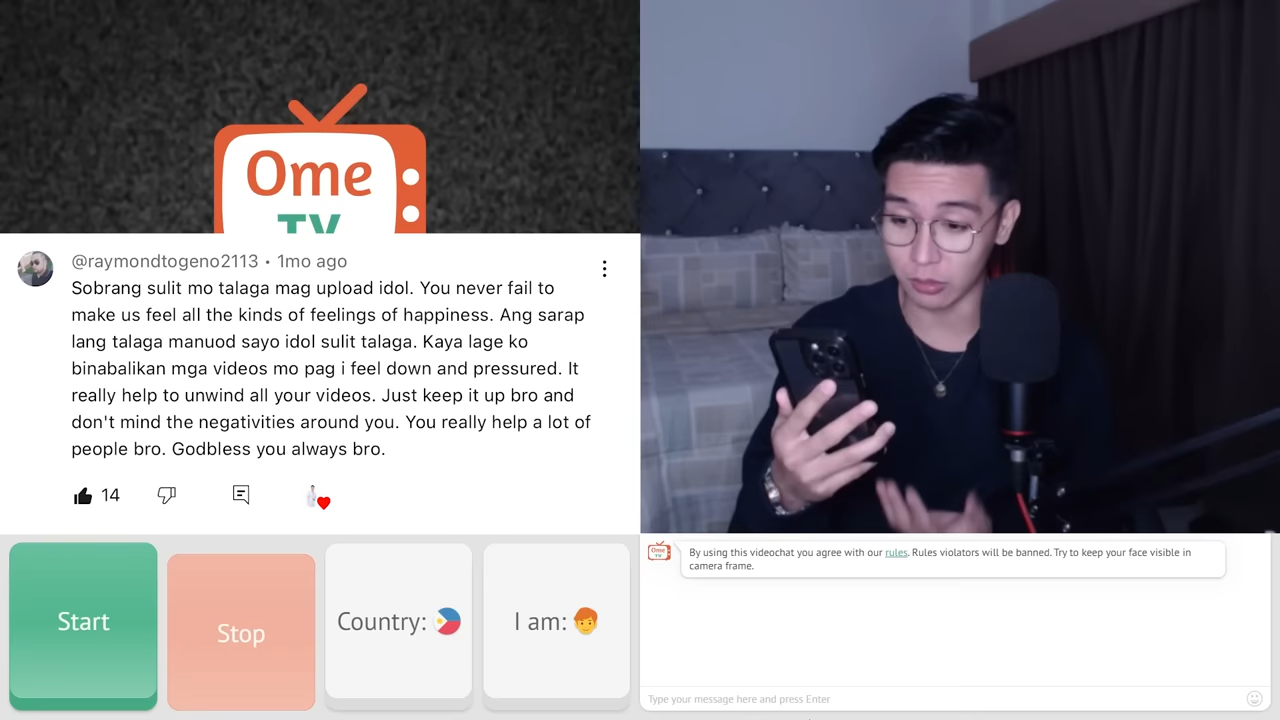 Ome
TV
@raymondtogeno2113 • 1mo ago
Sobrang sulit mo talaga mag upload idol. You never fail to
make us feel all the kinds of feelings of happiness. Ang sarap
lang talaga manuod sayo idol sulit talaga. Kaya lage ko
binabalikan mga videos mo pag i feel down and pressured. It
really help to unwind all your videos. Just keep it up bro and
don't mind the negativities around you. You really help a lot of
people bro. Godbless you always bro.
14
Start
Stop
Country:
I am:
Ome
TV
By using this videochat you agree with our rules. Rules violators will be banned. Try to keep your face visible in
camera frame.
Type your message here and press Enter